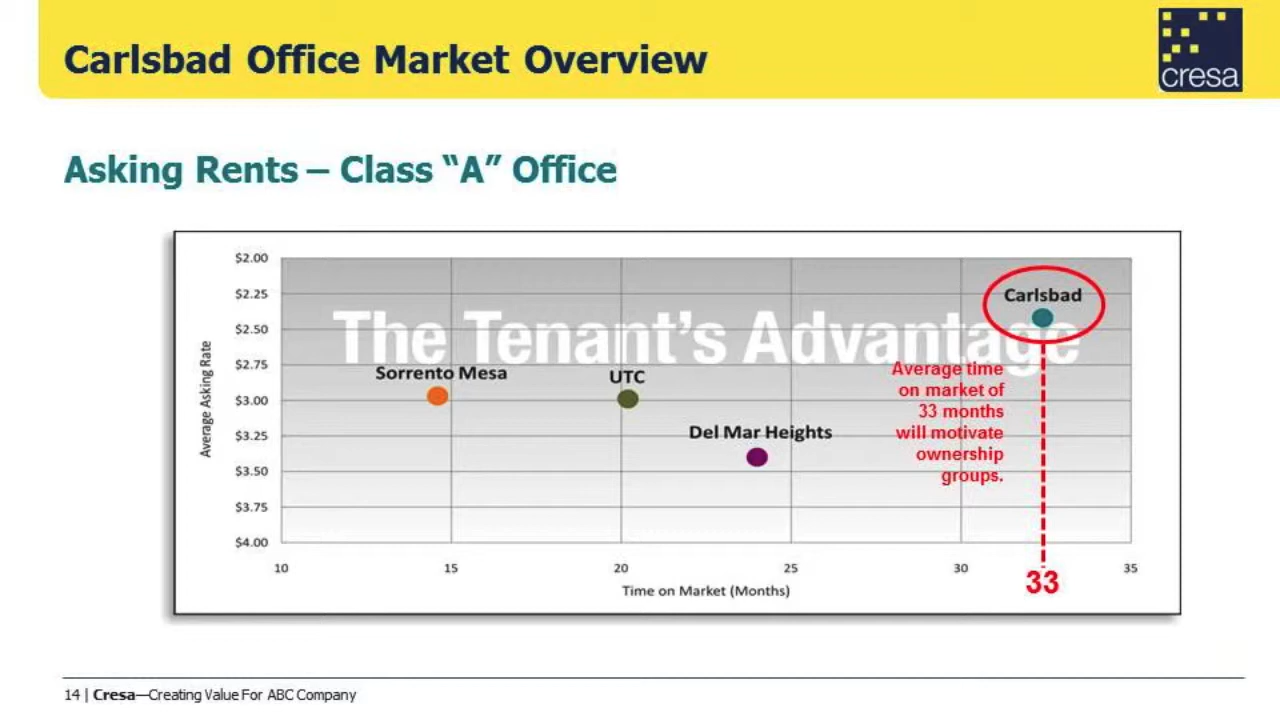 Carlsbad Office Market Overview
cresa
Asking Rents – Class “A” Office
The Tenant's Advantage
Average Asking Rate
$2.00
$2.25
$2.50
$2.75
$3.00
$3.25
$3.50
$3.75
$4.00
Carlsbad
Sorrento Mesa
UTC
Del Mar Heights
Average time
on market of
33 months
will motivate
ownership
groups.
10 15 20 25 30 35
33
Time on Market (Months)
14 | Cresa—Creating Value For ABC Company